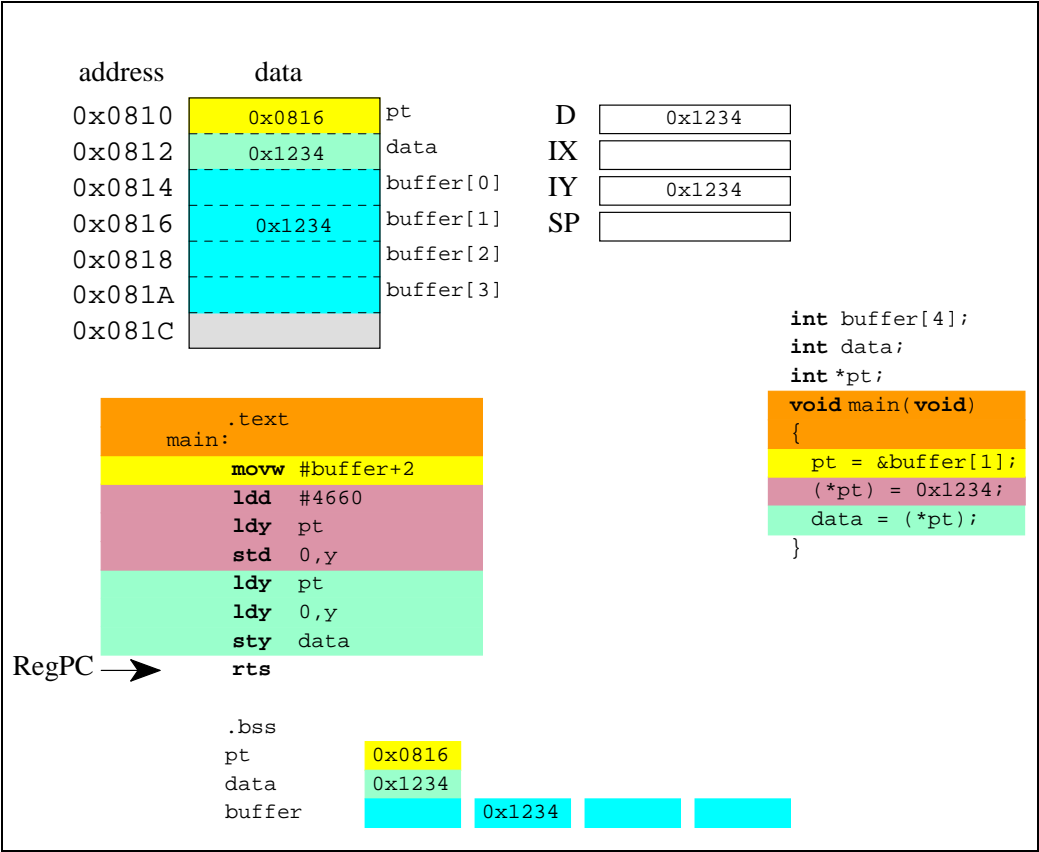 address data
0x0810 0x0816 pt
0x0812 0x1234 data
0x0814 buffer[0]
0x0816 0x1234 buffer[1]
0x0818 buffer[2]
0x081A buffer[3]
0x081C
D 0x1234
IX
IY 0x1234
SP
int buffer[4];
int data;
int *pt;
void main(void)
{
pt = &buffer[1];
(*pt) = 0x1234;
data = (*pt);
}
.text
main:
movw #buffer+2
ldd #4660
ldy pt
std 0,y
ldy pt
ldy 0,y
sty data
RegPC rts
.bss
pt 0x0816
data 0x1234
buffer 0x1234